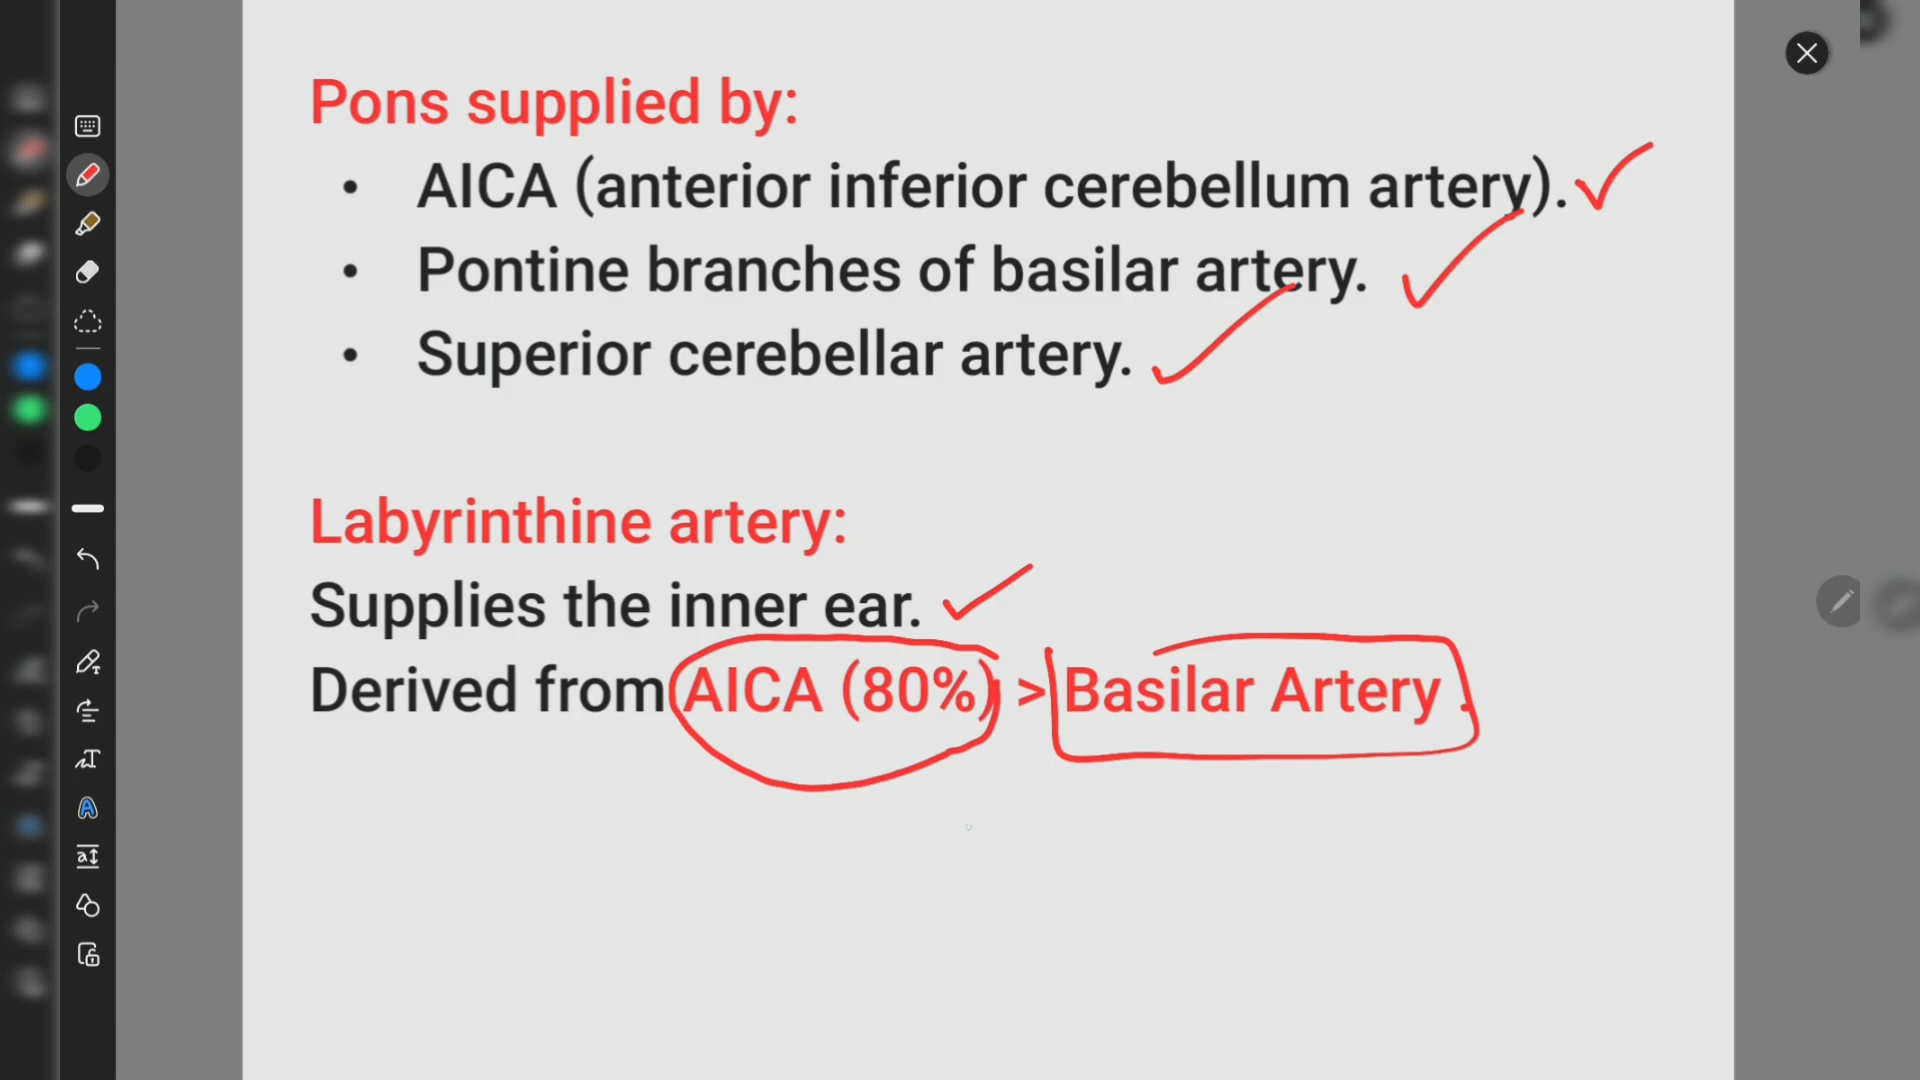 Pons supplied by:
• AICA (anterior inferior cerebellum artery).
• Pontine branches of basilar artery.
• Superior cerebellar artery.
Labyrinthine artery:
Supplies the inner ear.
Derived from AICA (80%) > Basilar Artery .